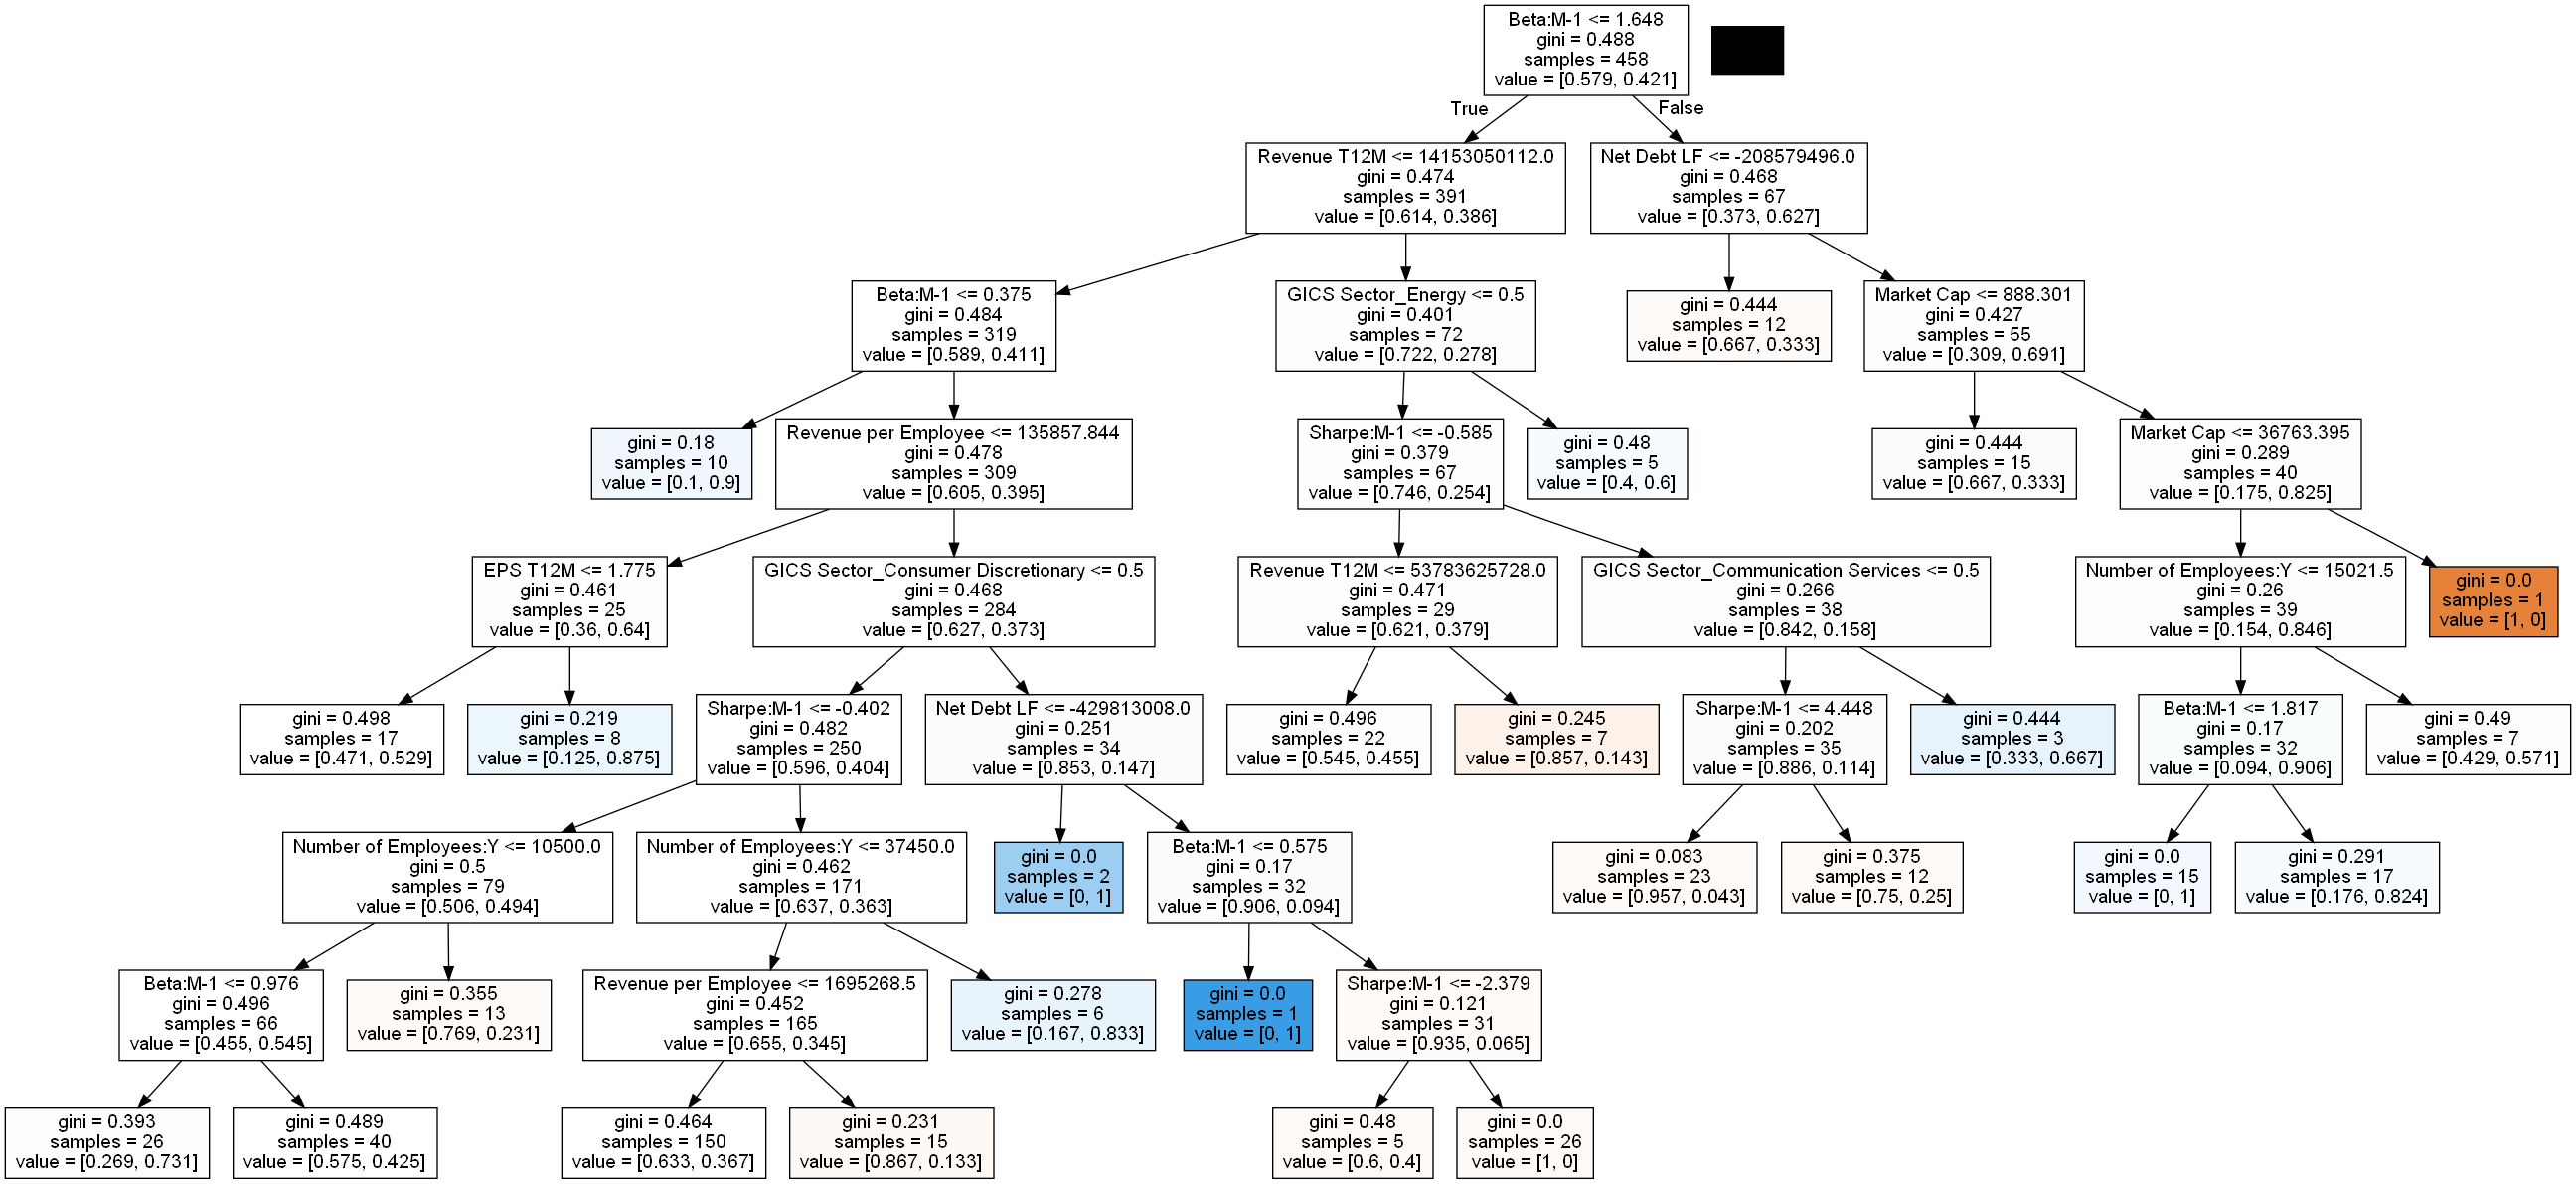 Beta:M-1 <= 1.648
gini = 0.488
samples = 458
value = [0.579, 0.421]
True
False
Revenue T12M <= 14153050112.0
gini = 0.474
samples = 391
value = [0.614, 0.386]
Net Debt LF <= -208579496.0
gini = 0.468
samples = 67
value = [0.373, 0.627]
Beta:M-1 <= 0.375
gini = 0.484
samples = 319
value = [0.589, 0.411]
GICS Sector_Energy <= 0.5
gini = 0.401
samples = 72
value = [0.722, 0.278]
gini = 0.444
samples = 12
value = [0.667, 0.333]
Market Cap <= 888.301
gini = 0.427
samples = 55
value = [0.309, 0.691]
gini = 0.18
samples = 10
value = [0.1, 0.9]
Revenue per Employee <= 135857.844
gini = 0.478
samples = 309
value = [0.605, 0.395]
Sharpe:M-1 <= -0.585
gini = 0.379
samples = 67
value = [0.746, 0.254]
gini = 0.48
samples = 5
value = [0.4, 0.6]
gini = 0.444
samples = 15
value = [0.667, 0.333]
Market Cap <= 36763.395
gini = 0.289
samples = 40
value = [0.175, 0.825]
EPS T12M <= 1.775
gini = 0.461
samples = 25
value = [0.36, 0.64]
GICS Sector_Consumer Discretionary <= 0.5
gini = 0.468
samples = 284
value = [0.627, 0.373]
Revenue T12M <= 53783625728.0
gini = 0.471
samples = 29
value = [0.621, 0.379]
GICS Sector_Communication Services <= 0.5
gini = 0.266
samples = 38
value = [0.842, 0.158]
Number of Employees:Y <= 15021.5
gini = 0.26
samples = 39
value = [0.154, 0.846]
gini = 0.0
samples = 1
value = [1, 0]
gini = 0.498
samples = 17
value = [0.471, 0.529]
gini = 0.219
samples = 8
value = [0.125, 0.875]
Sharpe:M-1 <= -0.402
gini = 0.482
samples = 250
value = [0.596, 0.404]
Net Debt LF <= -429813008.0
gini = 0.251
samples = 34
value = [0.853, 0.147]
gini = 0.496
samples = 22
value = [0.545, 0.455]
gini = 0.245
samples = 7
value = [0.857, 0.143]
Sharpe:M-1 <= 4.448
gini = 0.202
samples = 35
value = [0.886, 0.114]
gini = 0.444
samples = 3
value = [0.333, 0.667]
Beta:M-1 <= 1.817
gini = 0.17
samples = 32
value = [0.094, 0.906]
gini = 0.49
samples = 7
value = [0.429, 0.571]
Number of Employees:Y <= 10500.0
gini = 0.5
samples = 79
value = [0.506, 0.494]
Number of Employees:Y <= 37450.0
gini = 0.462
samples = 171
value = [0.637, 0.363]
gini = 0.0
samples = 2
value = [0, 1]
Beta:M-1 <= 0.575
gini = 0.17
samples = 32
value = [0.906, 0.094]
gini = 0.083
samples = 23
value = [0.957, 0.043]
gini = 0.375
samples = 12
value = [0.75, 0.25]
gini = 0.0
samples = 15
value = [0, 1]
gini = 0.291
samples = 17
value = [0.176, 0.824]
Beta:M-1 <= 0.976
gini = 0.496
samples = 66
value = [0.455, 0.545]
gini = 0.355
samples = 13
value = [0.769, 0.231]
Revenue per Employee <= 1695268.5
gini = 0.452
samples = 165
value = [0.655, 0.345]
gini = 0.278
samples = 6
value = [0.167, 0.833]
gini = 0.0
samples = 1
value = [0, 1]
Sharpe:M-1 <= -2.379
gini = 0.121
samples = 31
value = [0.935, 0.065]
gini = 0.393
samples = 26
value = [0.269, 0.731]
gini = 0.489
samples = 40
value = [0.575, 0.425]
gini = 0.464
samples = 150
value = [0.633, 0.367]
gini = 0.231
samples = 15
value = [0.867, 0.133]
gini = 0.48
samples = 5
value = [0.6, 0.4]
gini = 0.0
samples = 26
value = [1, 0]